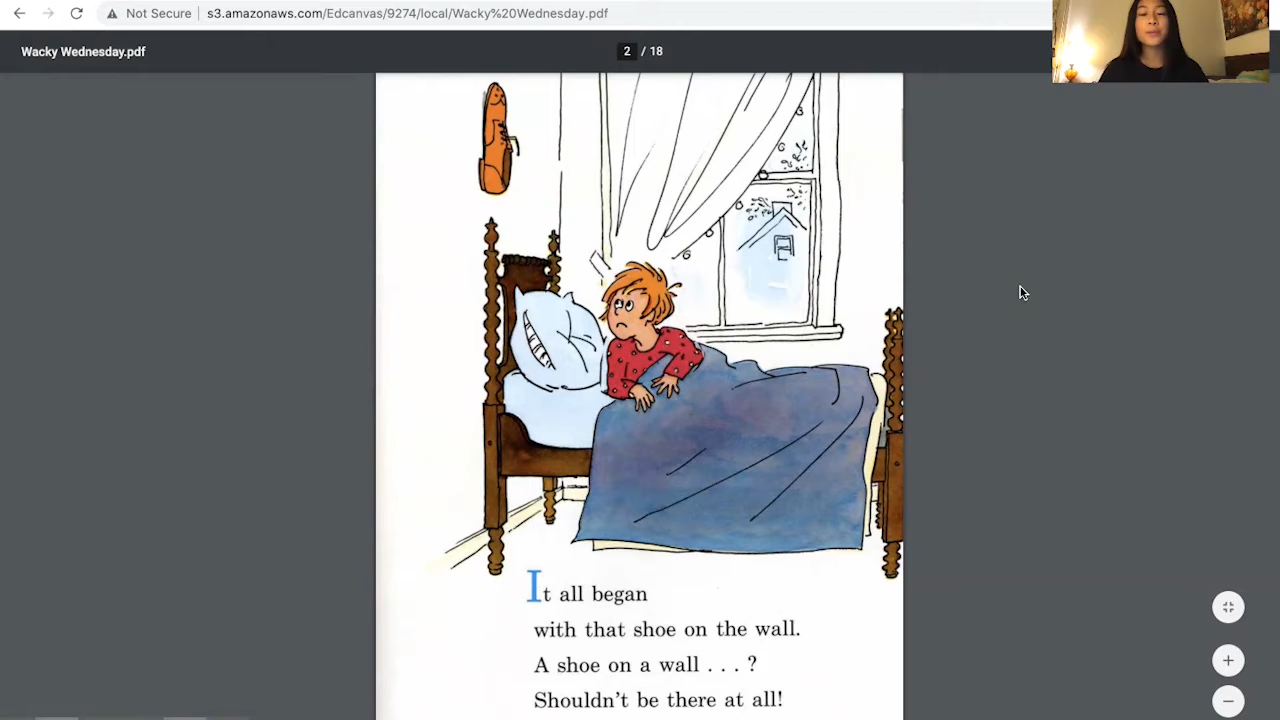 Not Secure s3.amazonaws.com/Edcanvas/9274/local/Wacky%20Wednesday.pdf
Wacky Wednesday.pdf 2 / 18
It all began
with that shoe on the wall.
A shoe on a wall . . . ?
Shouldn't be there at all!